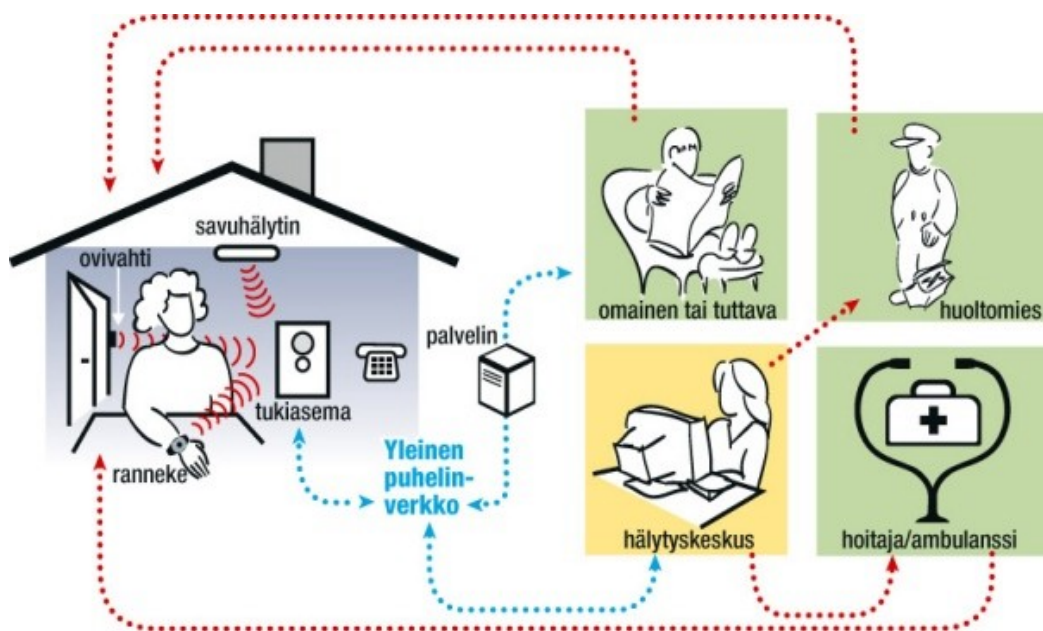 savuhälytin
ovivahti
tukiasema
ranneke
palvelin
Yleinen
puhelin-
verkko
omainen tai tuttava
huoltomies
hälytyskeskus
hoitaja/ambulanssi